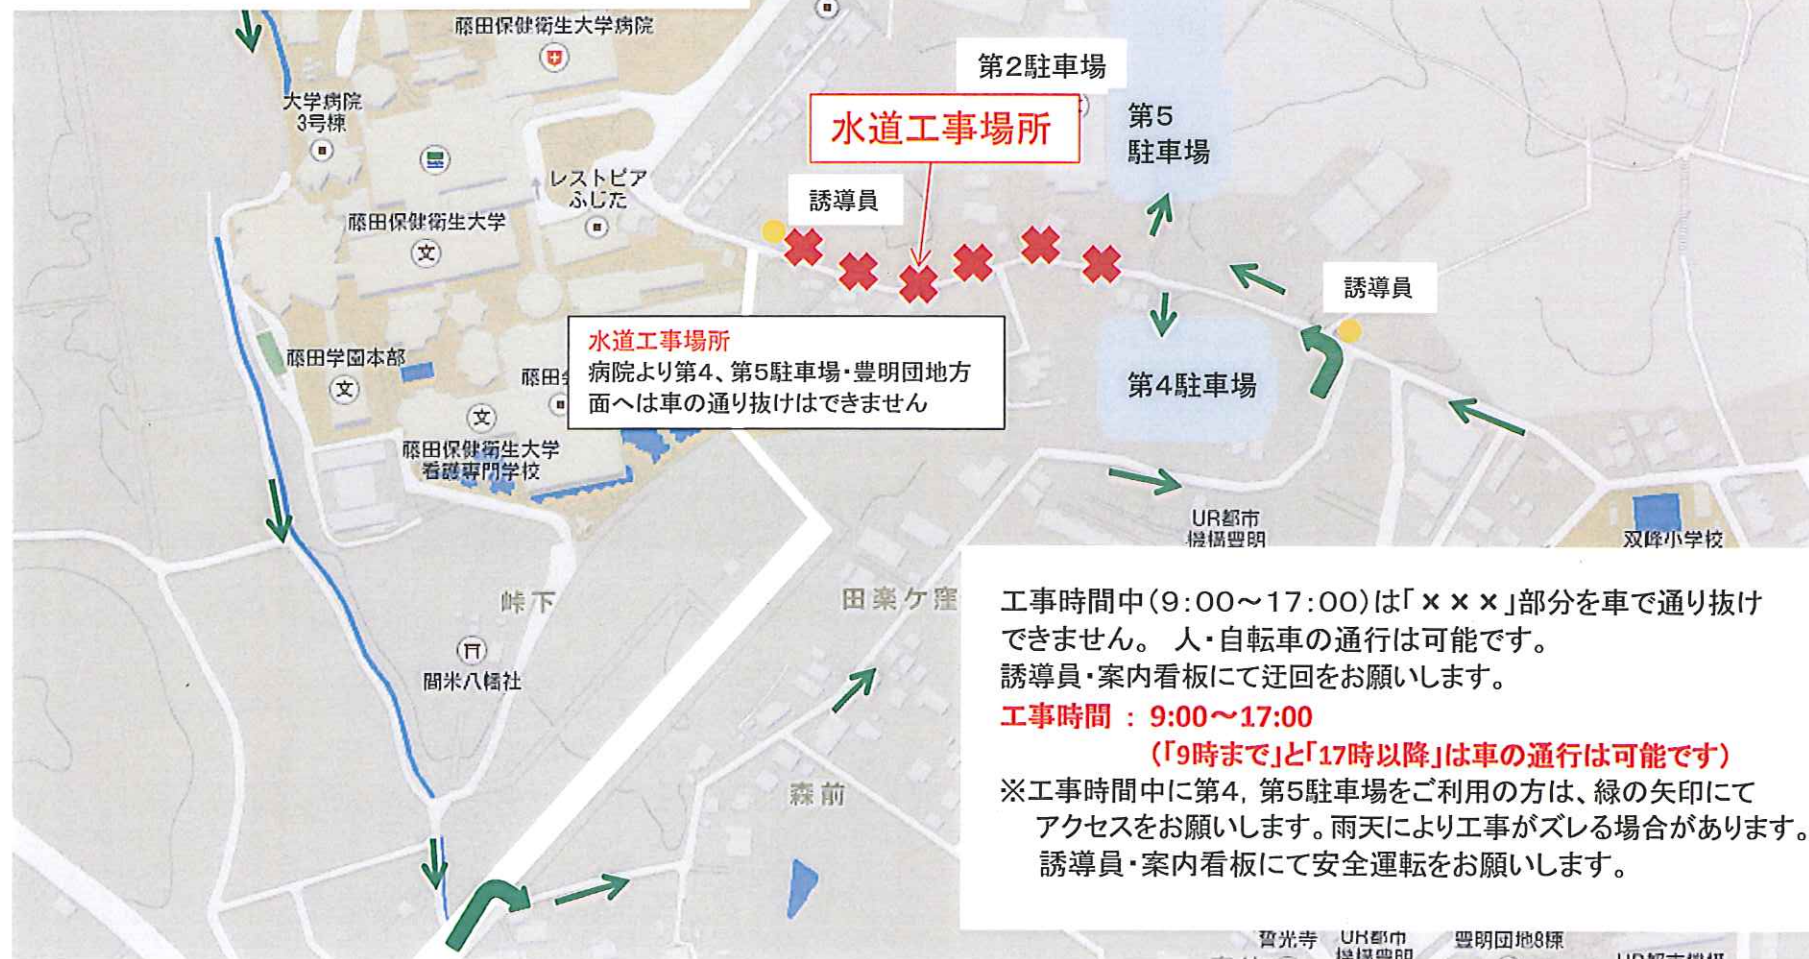 藤田保健衛生大学病院
第2駐車場
大学病院
3号棟
水道工事場所
第5
駐車場
レストピア
ふじた
誘導員
藤田保健衛生大学
文
誘導員
水道工事場所
病院より第4、第5駐車場・豊明団地方
面へは車の通り抜けはできません
藤田学園本部
文
藤田
第4駐車場
文
藤田保健衛生大学
看護専門学校
UR都市
機構豊明
双峰小学校
峠下
田楽ケ窪
間米八幡社
森前
工事時間中(9:00～17:00)は「×××」部分を車で通り抜け
できません。 人・自転車の通行は可能です。
誘導員・案内看板にて迂回をお願いします。
工事時間 : 9:00～17:00
(「9時まで」と「17時以降」は車の通行は可能です)
※工事時間中に第4, 第5駐車場をご利用の方は、緑の矢印にて
アクセスをお願いします。雨天により工事がズレる場合があります。
誘導員・案内看板にて安全運転をお願いします。
UR都市
機構豊明
豊明団地8棟
UR都市機構